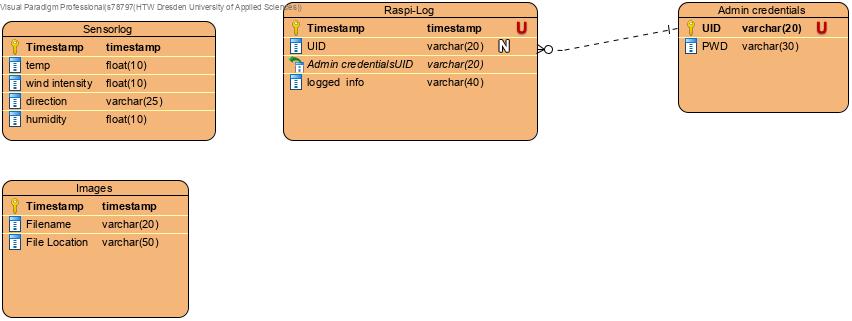 Visual Paradigm Professional(s78797(HTW Dresden University of Applied Sciences))
Sensorlog
Timestamp timestamp
temp float(10)
wind intensity float(10)
direction varchar(25)
humidity float(10)
Raspi-Log
Timestamp timestamp U
UID varchar(20) N
Admin credentialsUID varchar(20)
logged info varchar(40)
Admin credentials
UID varchar(20) U
PWD varchar(30)
Images
Timestamp timestamp
Filename varchar(20)
File Location varchar(50)